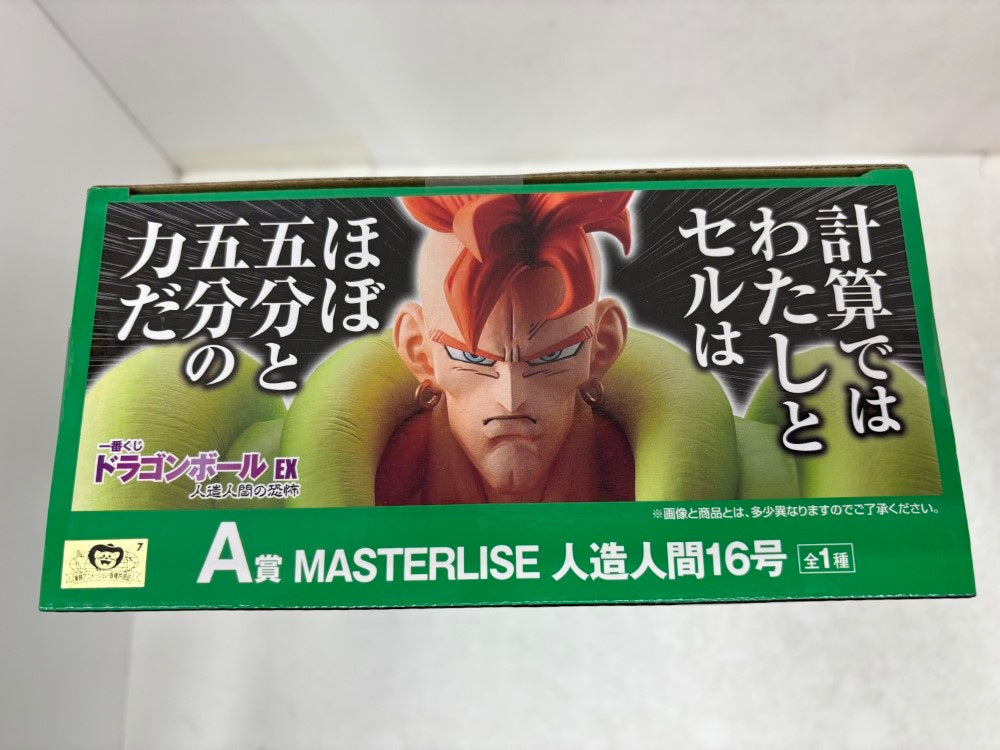 計算では
わたしと
セルは
ほぼ
五分と
五分の
力だ
一番くじ
ドラゴンボール EX
人造人間の恐怖
※画像と商品とは、多少異なりますのでご了承ください。
A賞 MASTERLISE 人造人間16号 全1種
7